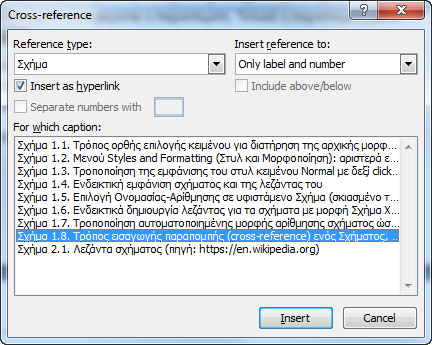 Cross-reference
Reference type: Insert reference to:
Σχήμα Only label and number
Insert as hyperlink Include above/below
Separate numbers with
For which caption:
Σχήμα 1.1. Τρόπος ορθής επιλογής κειμένου για διατήρηση της αρχικής μορφ...
Σχήμα 1.2. Μενού Styles and Formatting (Στυλ και Μορφοποίηση): αριστερά ε...
Σχήμα 1.3. Τροποποίηση της εμφάνισης του στυλ κειμένου Normal με δεξί click...
Σχήμα 1.4. Ενδεικτική εμφάνιση σχήματος και της λεζάντας του
Σχήμα 1.5. Επιλογή Ονομασίας-Αρίθμησης σε υφιστάμενο Σχήμα (σκιασμένο τ...
Σχήμα 1.6. Ενδεικτικά δημιουργία λεζάντας για τα σχήματα με μορφή Σχήμα Χ...
Σχήμα 1.7. Τροποποίηση αυτοματοποιημένης μορφής αρίθμησης σχήματος ώσ...
Σχήμα 1.8. Τρόπος εισαγωγής παραπομπής (cross-reference) ενός Σχήματος, ...
Σχήμα 2.1. Λεζάντα σχήματος (πηγή: https://en.wikipedia.org)
Insert Cancel